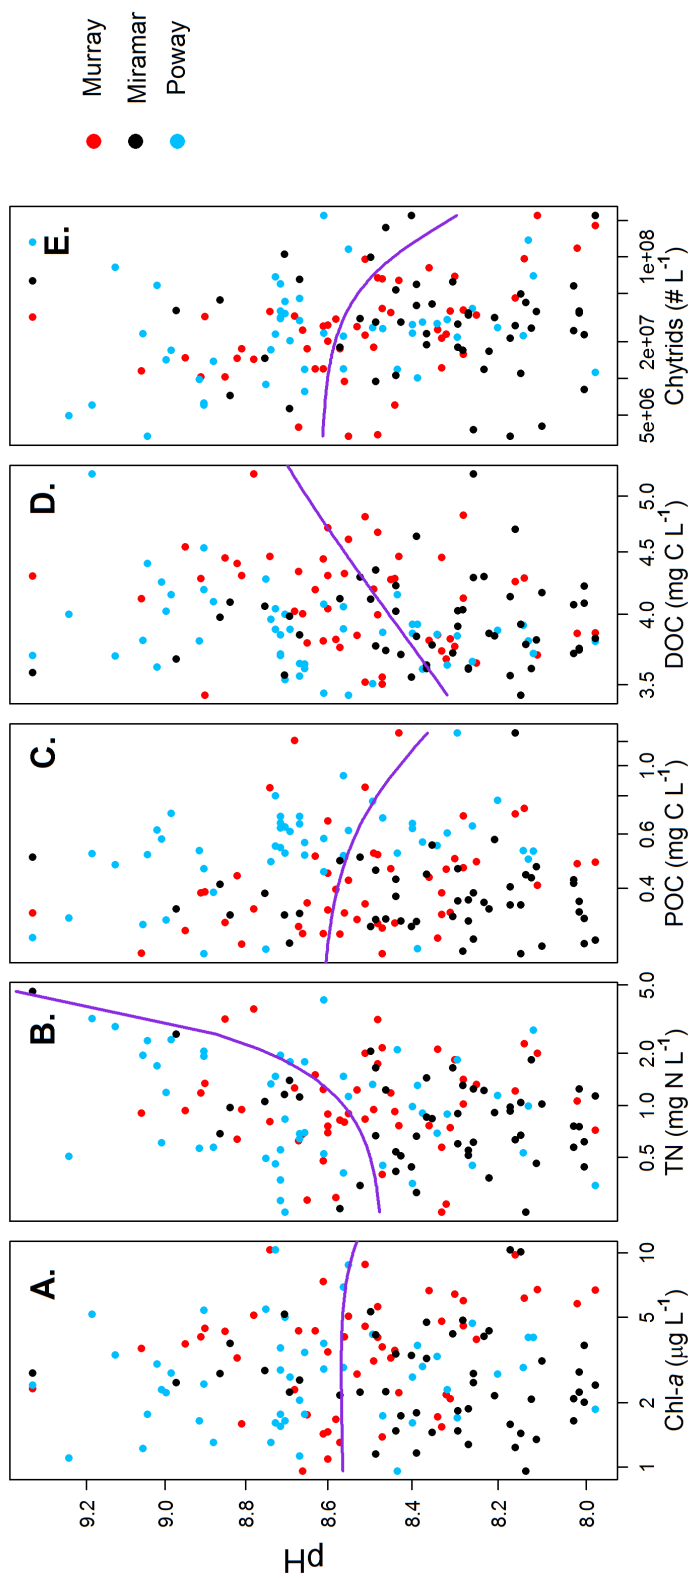 A.
B.
C.
D.
E.
Murray
Miramar
Poway
pH
9.2
9.0
8.8
8.6
8.4
8.2
8.0
1
2
5
10
Chl-a (μg L⁻¹)
0.5
1.0
2.0
5.0
TN (mg N L⁻¹)
0.4
0.6
1.0
POC (mg C L⁻¹)
3.5
4.0
4.5
5.0
DOC (mg C L⁻¹)
5e+06
2e+07
1e+08
Chytrids (# L⁻¹)